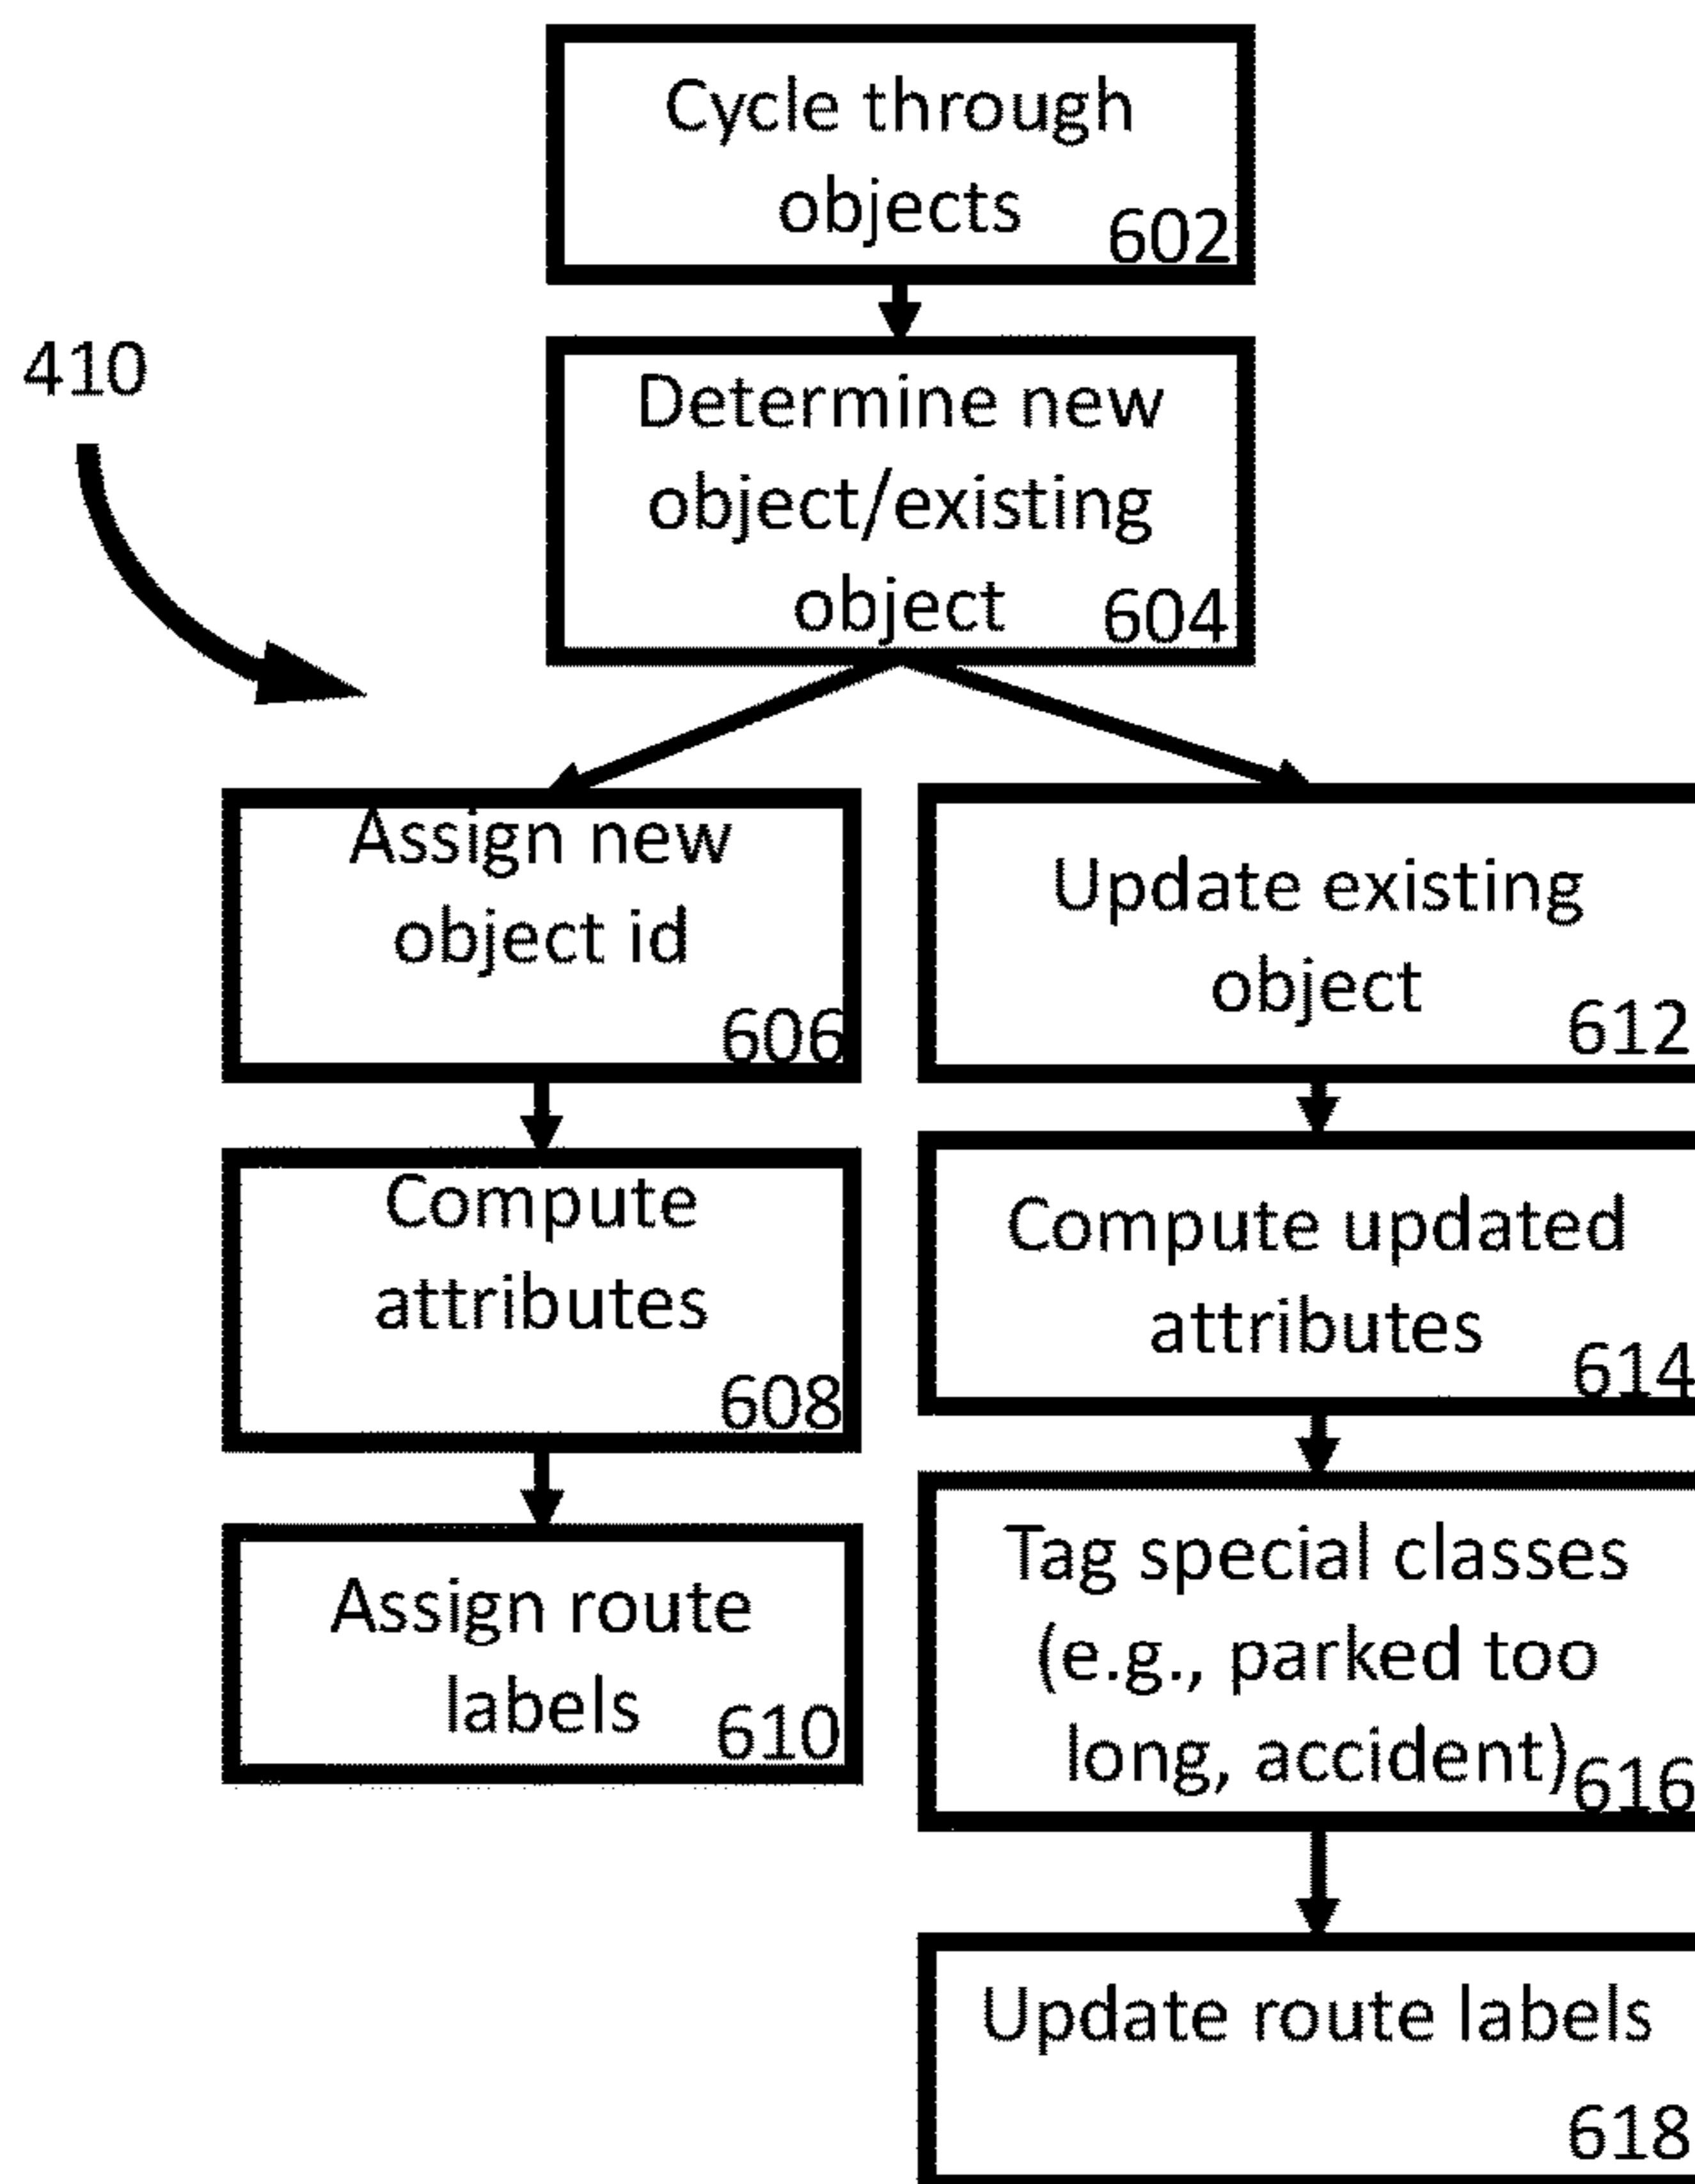 Cycle through
objects
602
410
Determine new
object/existing
object
604
Assign new
object id
606
Compute
attributes
608
Assign route
labels
610
Update existing
object
612
Compute updated
attributes
614
Tag special classes
(e.g., parked too
long, accident)
616
Update route labels
618